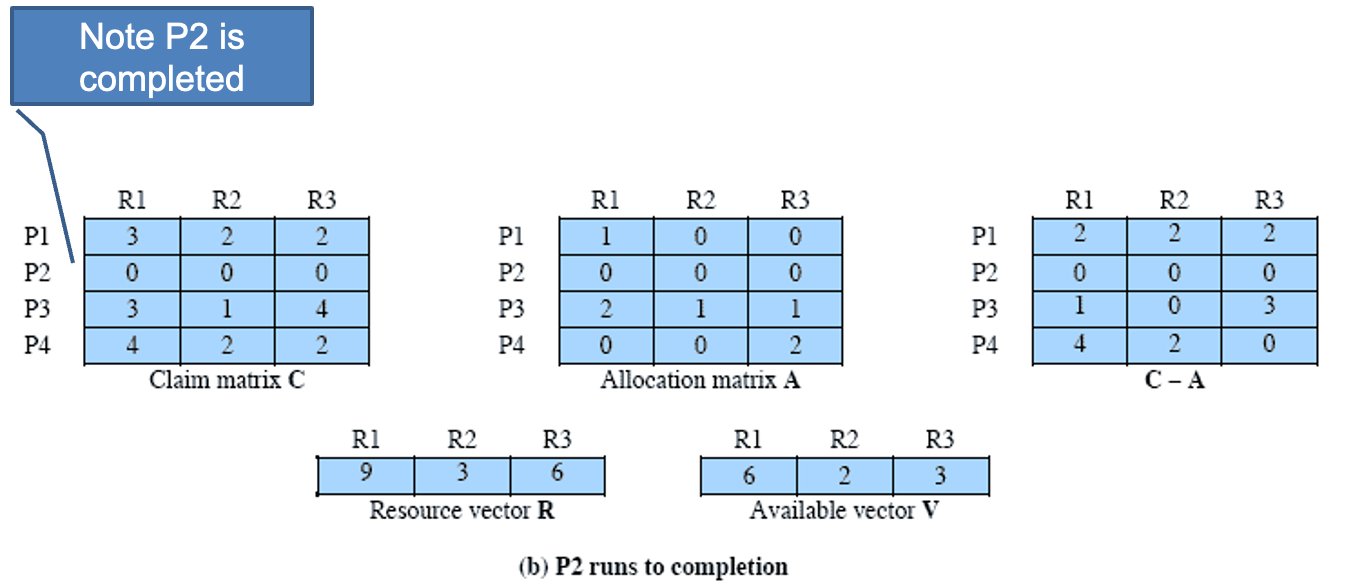 Note P2 is
completed
R1 R2 R3
P1 3 2 2
P2 0 0 0
P3 3 1 4
P4 4 2 2
Claim matrix C
R1 R2 R3
P1 1 0 0
P2 0 0 0
P3 2 1 1
P4 0 0 2
Allocation matrix A
R1 R2 R3
P1 2 2 2
P2 0 0 0
P3 1 0 3
P4 4 2 0
C – A
R1 R2 R3
9 3 6
Resource vector R
R1 R2 R3
6 2 3
Available vector V
(b) P2 runs to completion